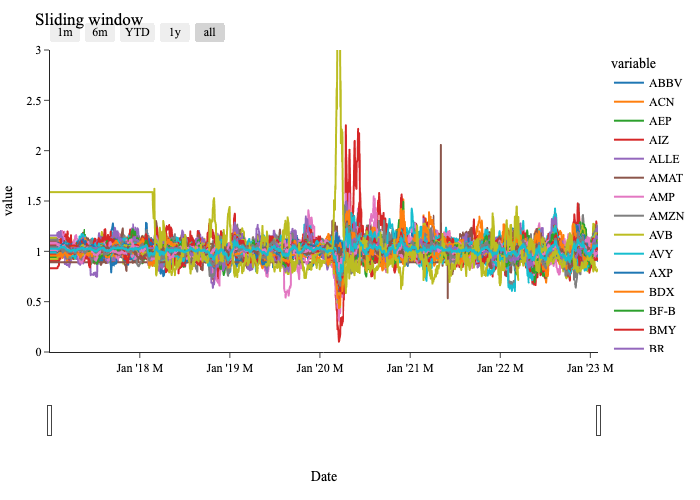 Sliding window
1m 6m YTD 1y all
value
3
2.5
2
1.5
1
0.5
0
Jan '18 M Jan '19 M Jan '20 M Jan '21 M Jan '22 M Jan '23 M
Date
variable
ABBV
ACN
AEP
AIZ
ALLE
AMAT
AMP
AMZN
AVB
AVY
AXP
BDX
BF-B
BMY
BR